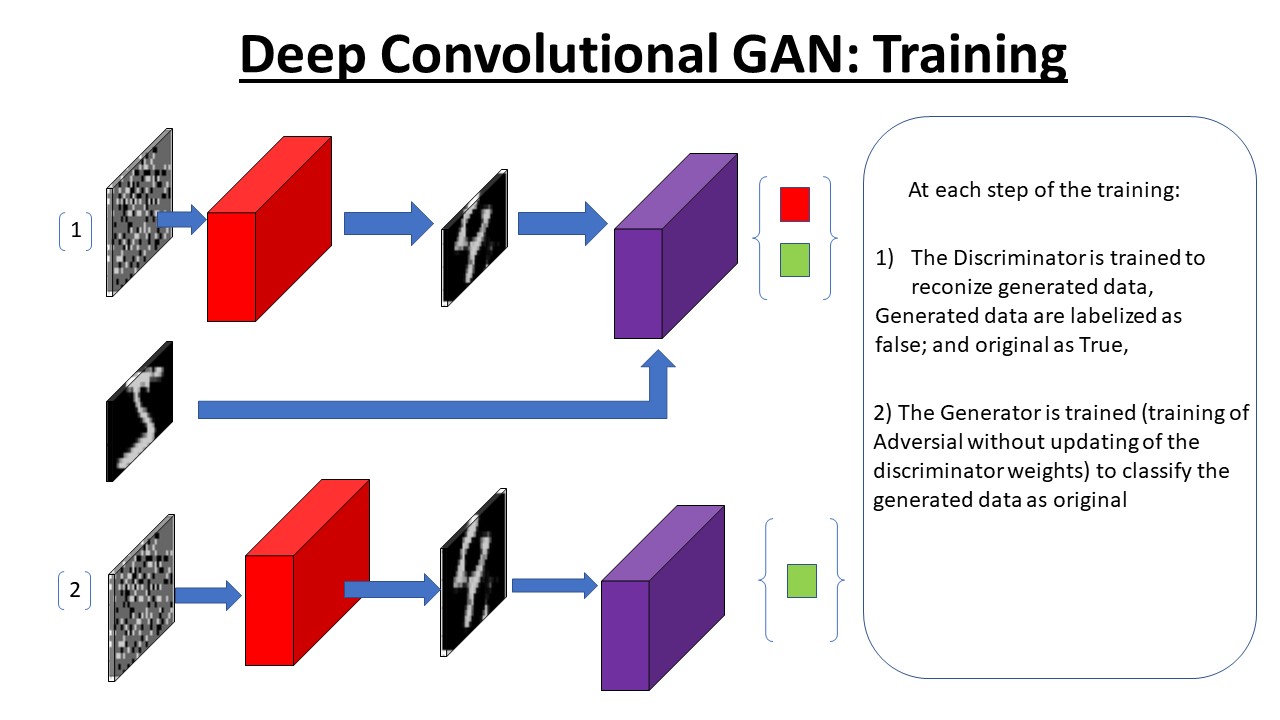 Deep Convolutional GAN: Training
1
2
At each step of the training:
1) The Discriminator is trained to
reconize generated data,
Generated data are labelized as
false; and original as True,
2) The Generator is trained (training of
Adversial without updating of the
discriminator weights) to classify the
generated data as original